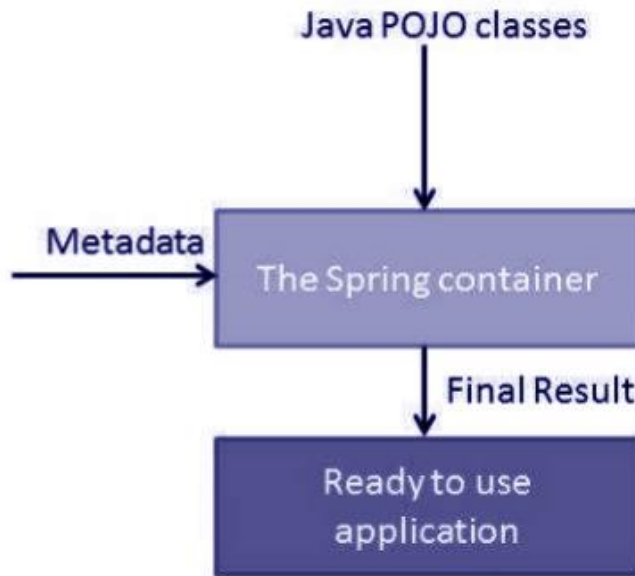 Java POJO classes
Metadata
The Spring container
Final Result
Ready to use
application